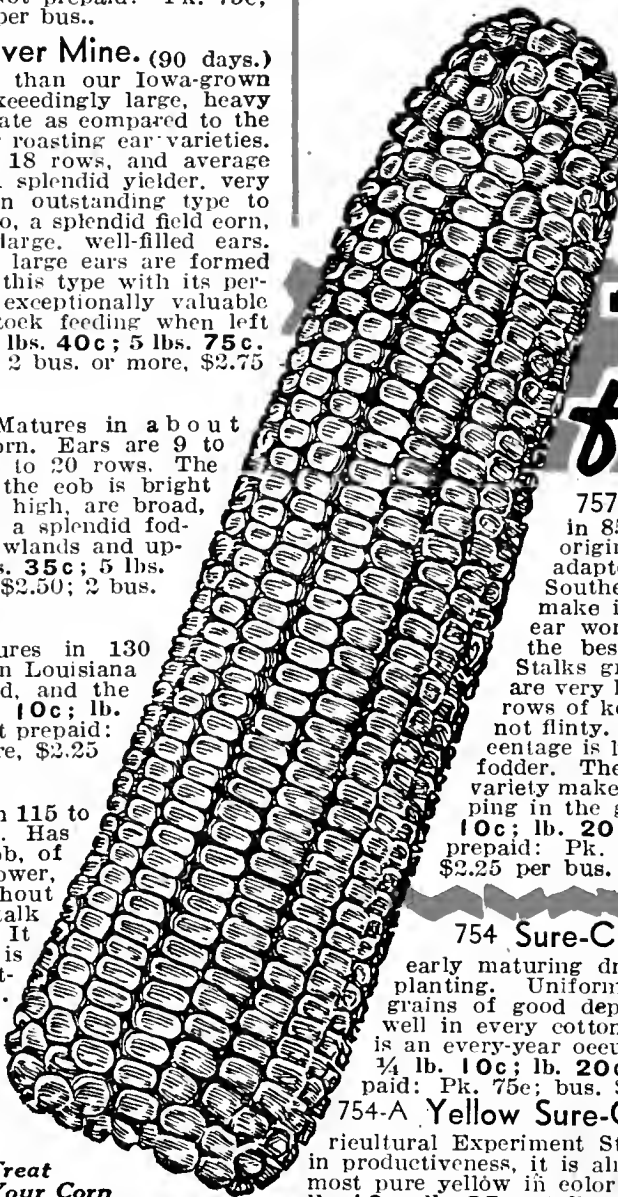 per bus..
ver Mine. (90 days.)
than our Iowa-grown
xceeedingly large, heavy
ate as compared to the
roasting ear varieties.
18 rows, and average
splendid yielder. very
n outstanding type to
o, a splendid field corn,
large. well-filled ears.
large ears are formed
this type with its per-
exceptionally valuable
tock feeding when left
lbs. 40c; 5 lbs. 75c.
2 bus. or more, $2.75
Matures in about
orn. Ears are 9 to
to 20 rows. The
the cob is bright
high, are broad,
a splendid fod-
wlands and up-
s. 35c; 5 lbs.
$2.50; 2 bus.
ures in 130
n Louisiana
d, and the
10c; lb.
t prepaid:
re, $2.25
n 115 to
. Has
ob, of
ower,
hout
talk
It
is
t-
Treat
Your Corn
757
in 85
origin
adapt
Southe
make i
ear wor
the bes
Stalks gr
are very l
rows of ke
not flinty.
centage is l
fodder. The
variety make
ping in the g
10c; lb. 20
prepaid: Pk.
$2.25 per bus.
754 Sure-C
early maturing dr
planting. Uniform
grains of good dep
well in every cotton
is an every-year occu
¼ lb. 10c; lb. 20c
paid: Pk. 75c; bus. $
754-A Yellow Sure-C
ricultural Experiment St
in productiveness, it is al
most pure yellow in color